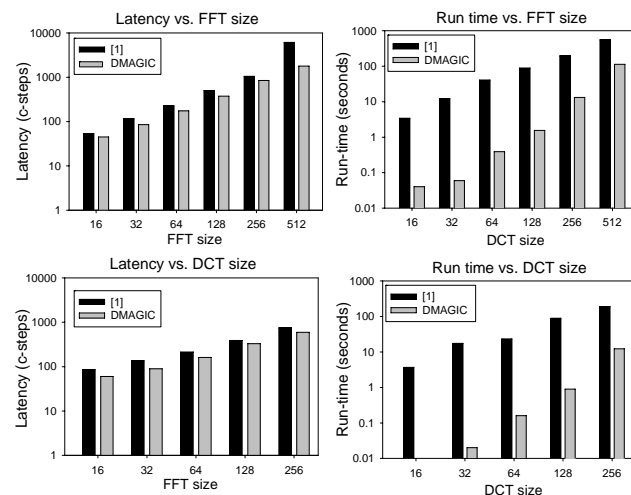 Latency vs. FFT size
Latency (c-steps)
10000
1000
100
10
1
[1]
DMAGIC
16 32 64 128 256 512
FFT size
Run time vs. FFT size
Run-time (seconds)
1000
100
10
1
0.1
0.01
[1]
DMAGIC
16 32 64 128 256 512
DCT size
Latency vs. DCT size
Latency (c-steps)
10000
1000
100
1
[1]
DMAGIC
16 32 64 128 256
FFT size
Run time vs. DCT size
Run-time (seconds)
1000
100
10
1
0.1
0.01
[1]
DMAGIC
16 32 64 128 256
DCT size